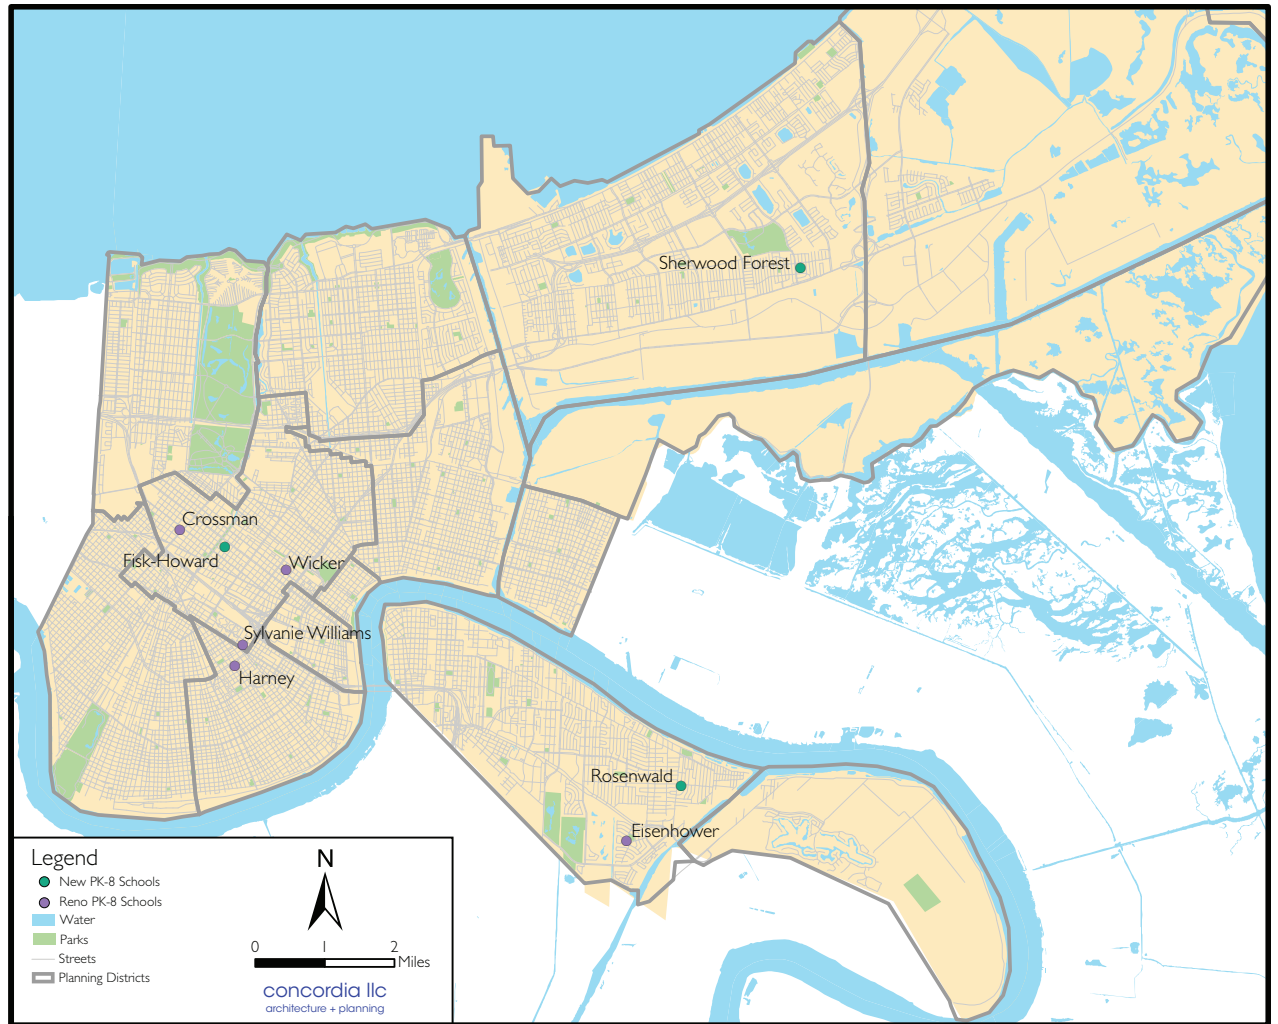 Sherwood Forest
Crossman
Fisk-Howard
Wicker
Sylvanie Williams
Harney
Rosenwald
Eisenhower
Legend
New PK-8 Schools
Reno PK-8 Schools
Water
Parks
Streets
Planning Districts
N
0 1 2
Miles
concordia llc
architecture + planning